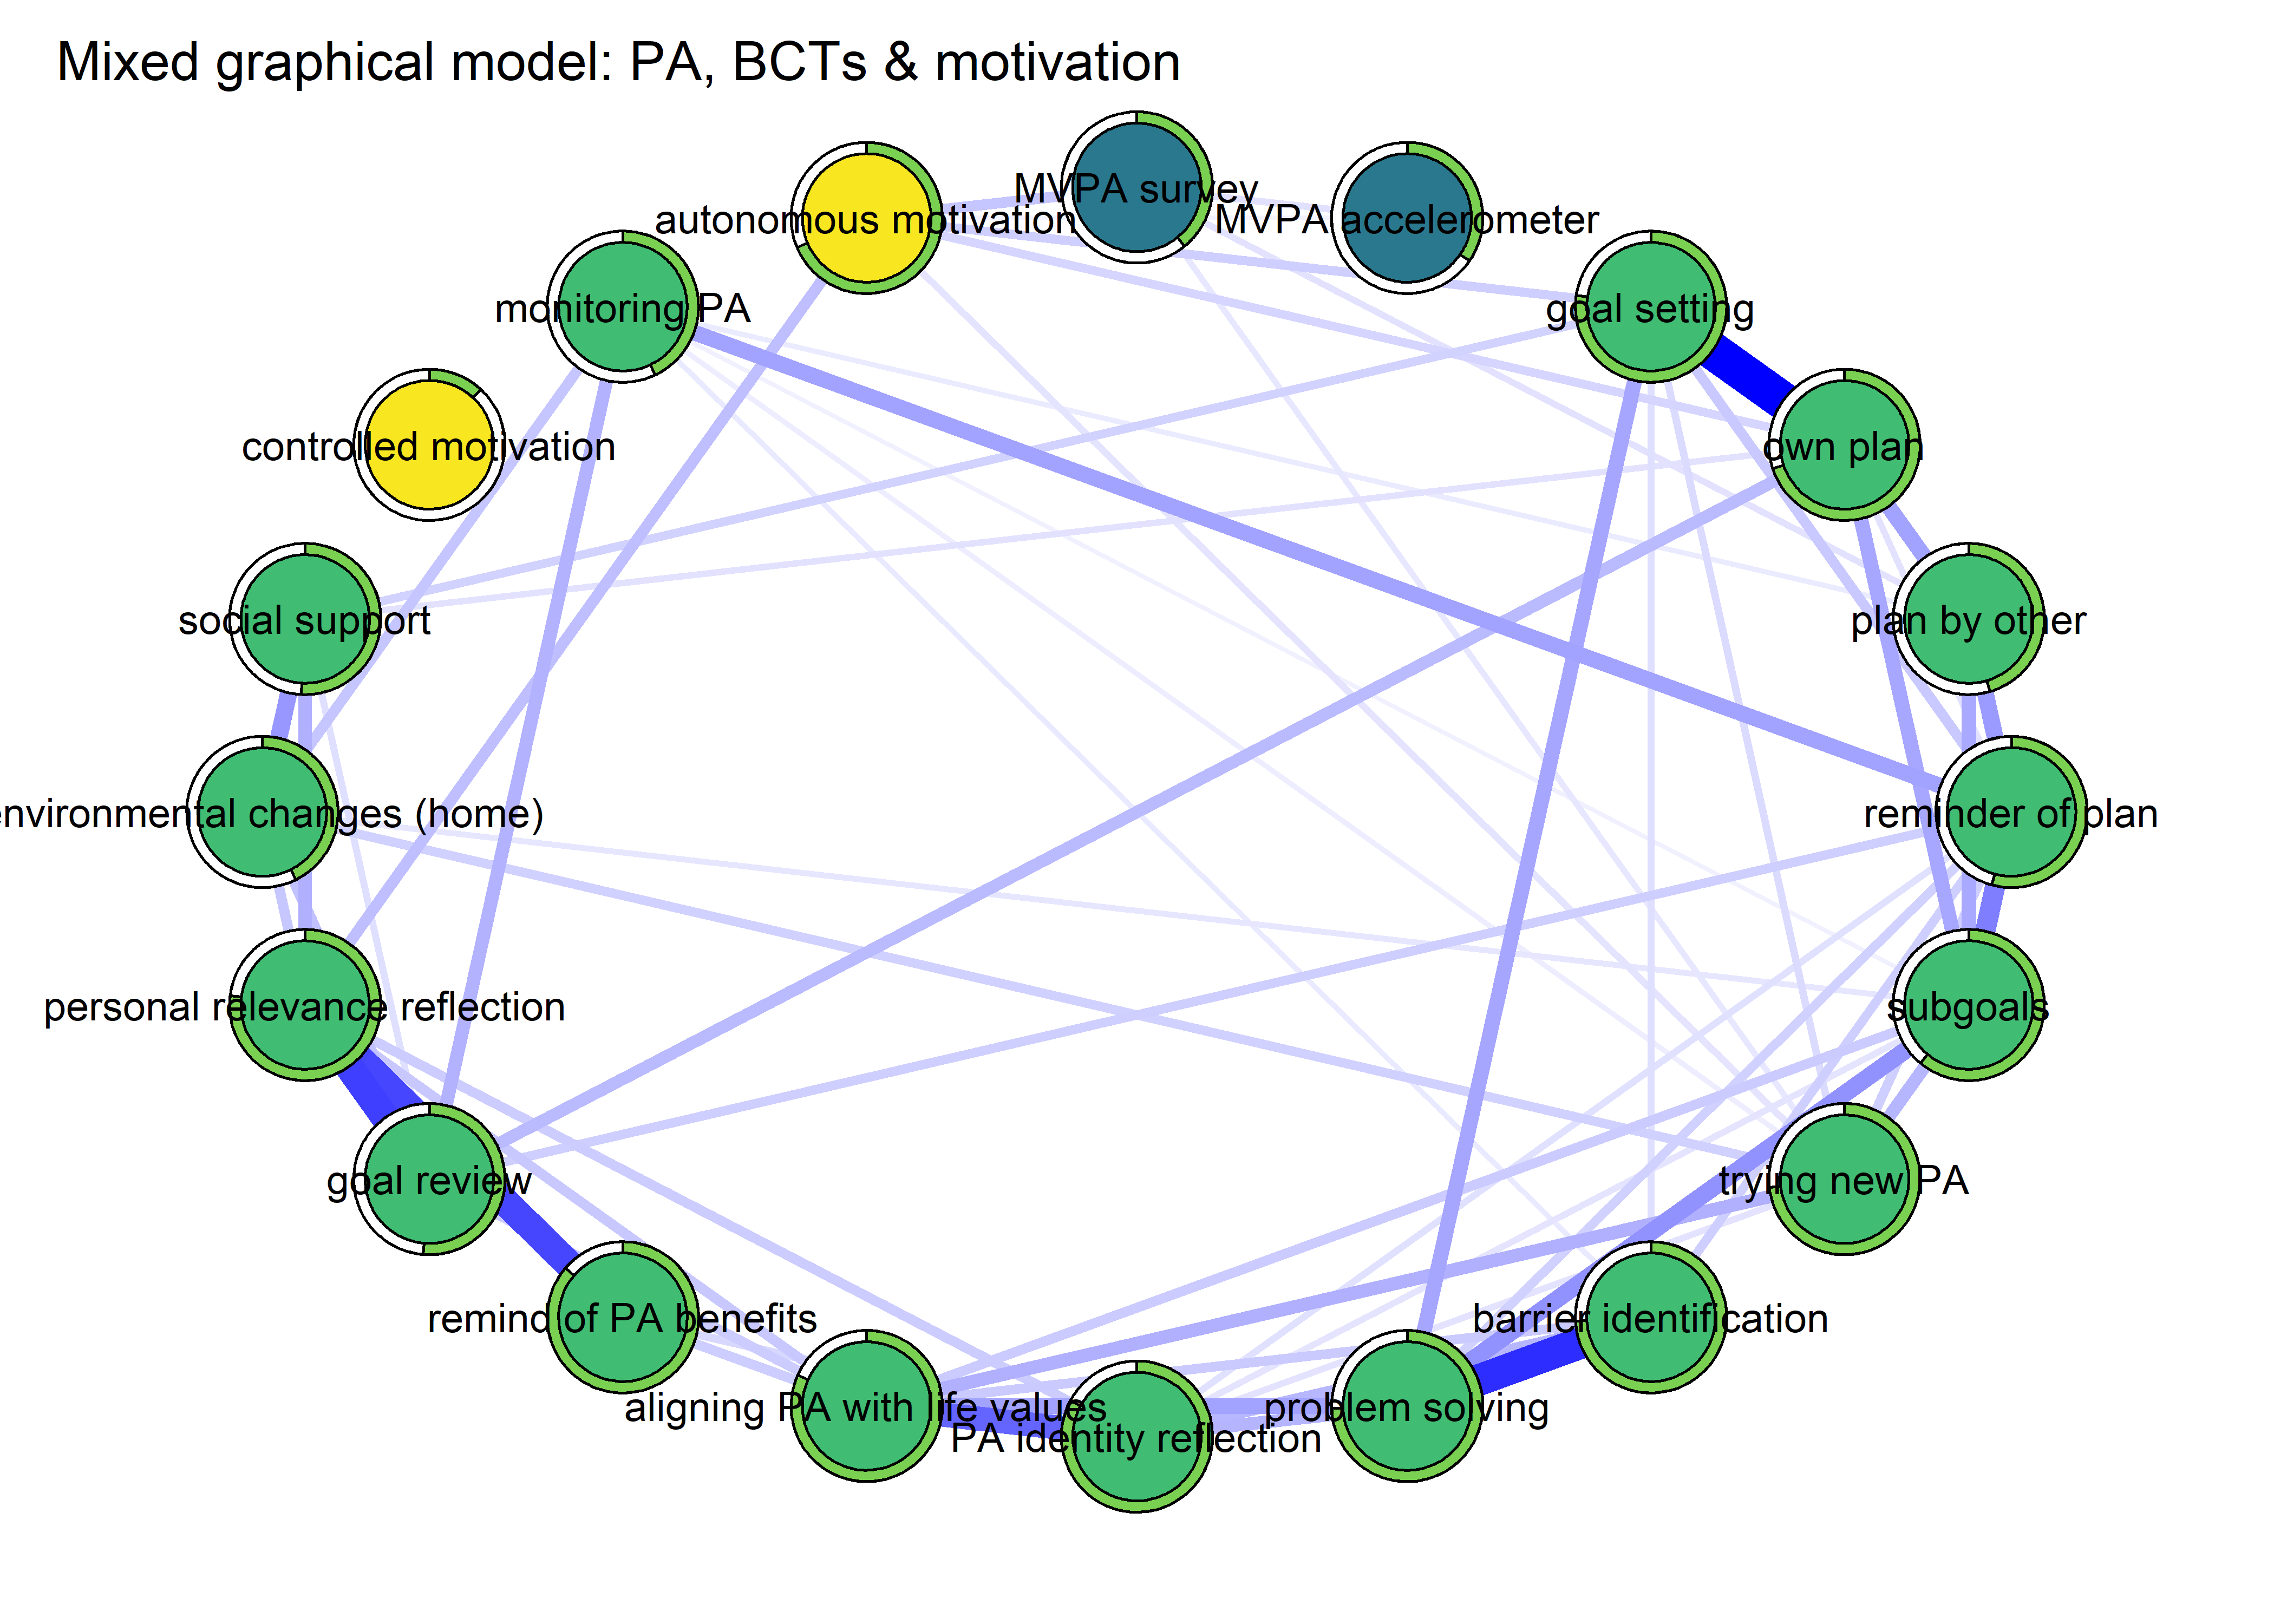 Mixed graphical model: PA, BCTs & motivation
MVPA survey
autonomous motivation
MVPA accelerometer
monitoring PA
goal setting
controlled motivation
own plan
social support
plan by other
nvironmental changes (home)
reminder of plan
personal relevance reflection
subgoals
goal review
trying new PA
remind of PA benefits
barrier identification
aligning PA with life values
problem solving
PA identity reflection